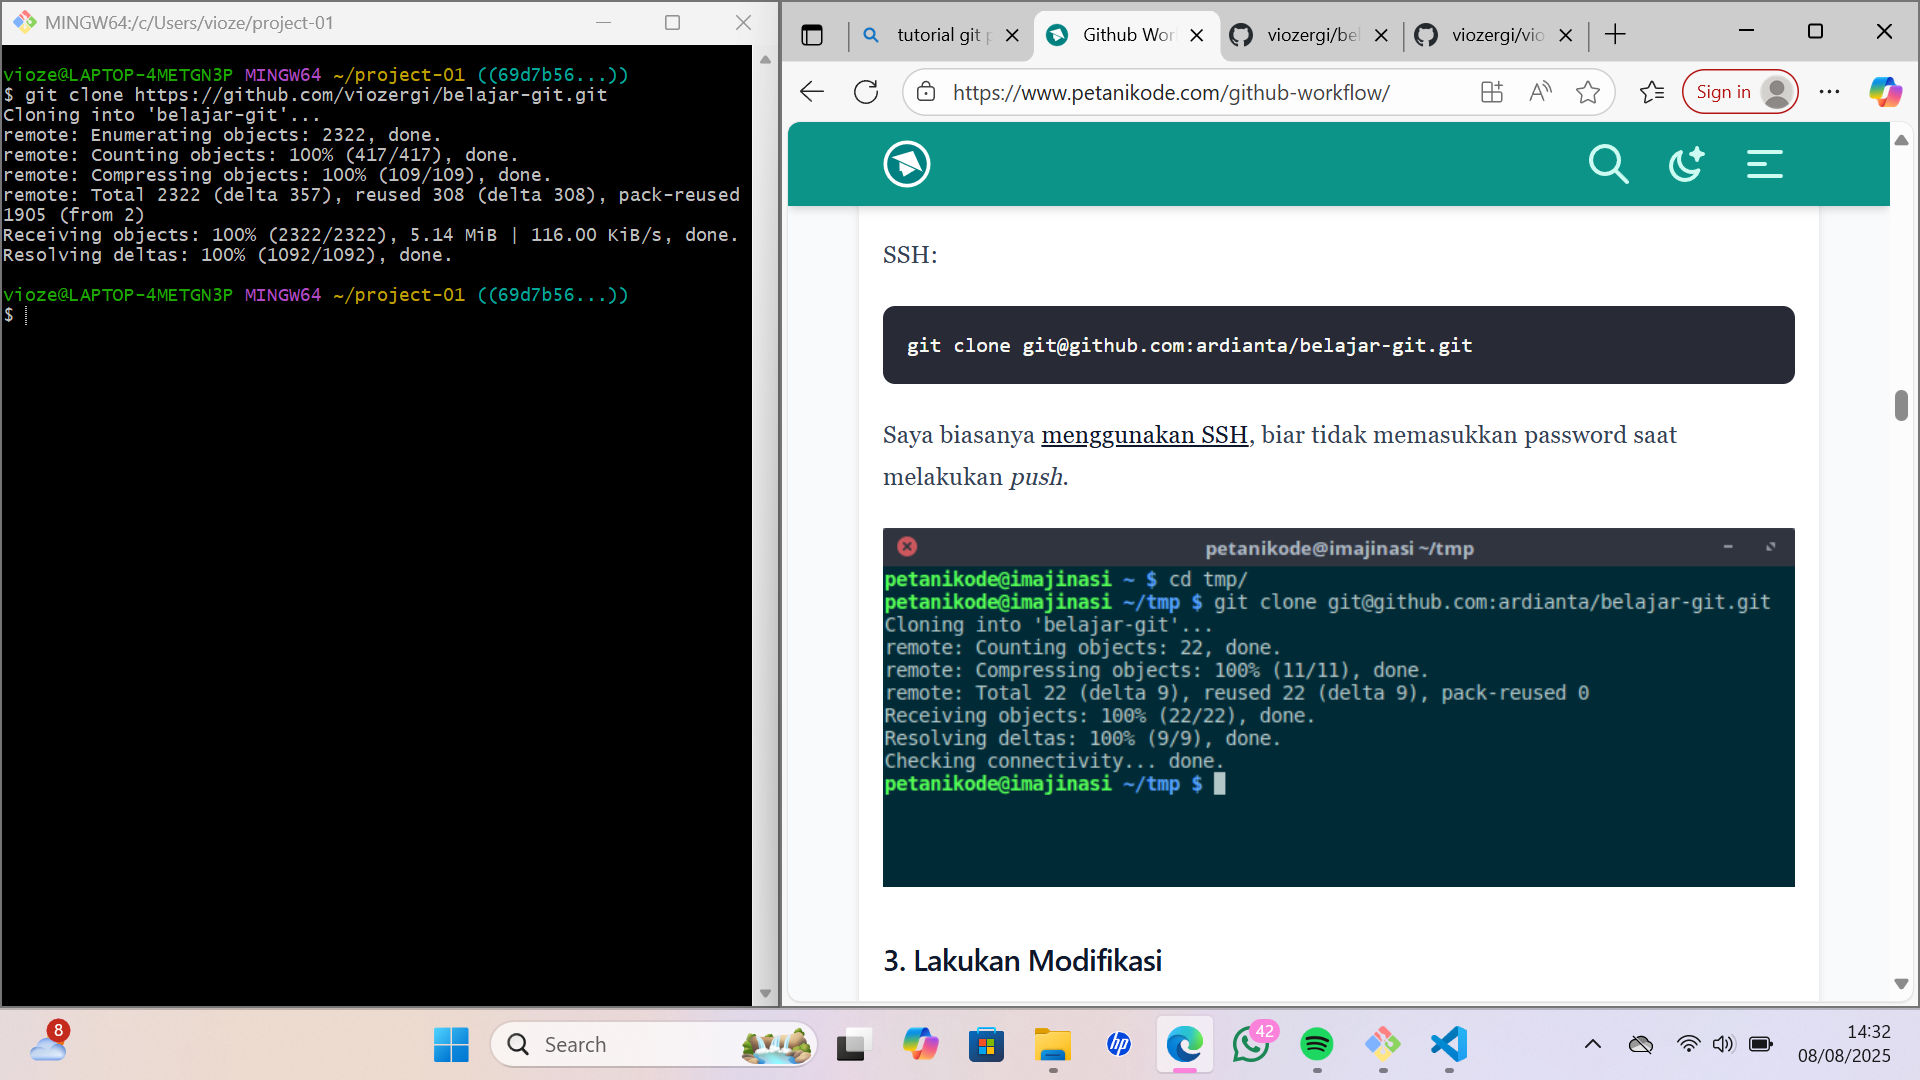 MINGW64:/c/Users/vioze/project-01
vioze@LAPTOP-4METGN3P MINGW64 ~/project-01 ((69d7b56...))
$ git clone https://github.com/viozergi/belajar-git.git
Cloning into 'belajar-git'...
remote: Enumerating objects: 2322, done.
remote: Counting objects: 100% (417/417), done.
remote: Compressing objects: 100% (109/109), done.
remote: Total 2322 (delta 357), reused 308 (delta 308), pack-reused
1905 (from 2)
Receiving objects: 100% (2322/2322), 5.14 MiB | 116.00 KiB/s, done.
Resolving deltas: 100% (1092/1092), done.
vioze@LAPTOP-4METGN3P MINGW64 ~/project-01 ((69d7b56...))
$
tutorial git p
Github Wor
viozergi/bel
viozergi/vio
https://www.petanikode.com/github-workflow/
Sign in
SSH:
git clone git@github.com:ardianta/belajar-git.git
Saya biasanya menggunakan SSH, biar tidak memasukkan password saat
melakukan push.
petanikode@imajinasi ~/tmp
petanikode@imajinasi ~ $ cd tmp/
petanikode@imajinasi ~/tmp $ git clone git@github.com:ardianta/belajar-git.git
Cloning into 'belajar-git'...
remote: Counting objects: 22, done.
remote: Compressing objects: 100% (11/11), done.
remote: Total 22 (delta 9), reused 22 (delta 9), pack-reused 0
Receiving objects: 100% (22/22), done.
Resolving deltas: 100% (9/9), done.
Checking connectivity... done.
petanikode@imajinasi ~/tmp $
3. Lakukan Modifikasi
8
Search
hp
42
14:32
08/08/2025